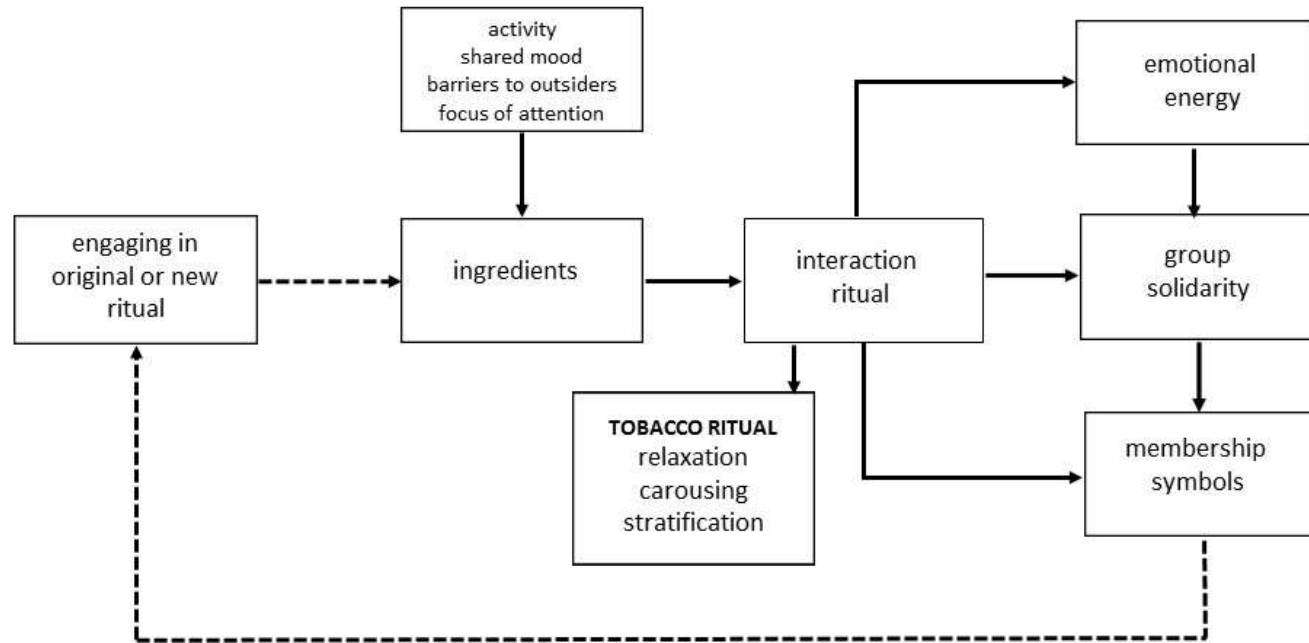 activity
shared mood
barriers to outsiders
focus of attention
emotional
energy
engaging in
original or new
ritual
ingredients
interaction
ritual
group
solidarity
TOBACCO RITUAL
relaxation
carousing
stratification
membership
symbols